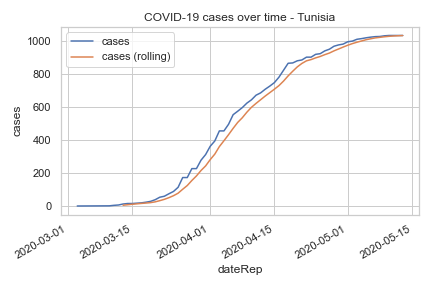 COVID-19 cases over time - Tunisia
cases
cases (rolling)
1000
800
600
400
200
0
cases
2020-03-01
2020-03-15
2020-04-01
2020-04-15
2020-05-01
2020-05-15
dateRep